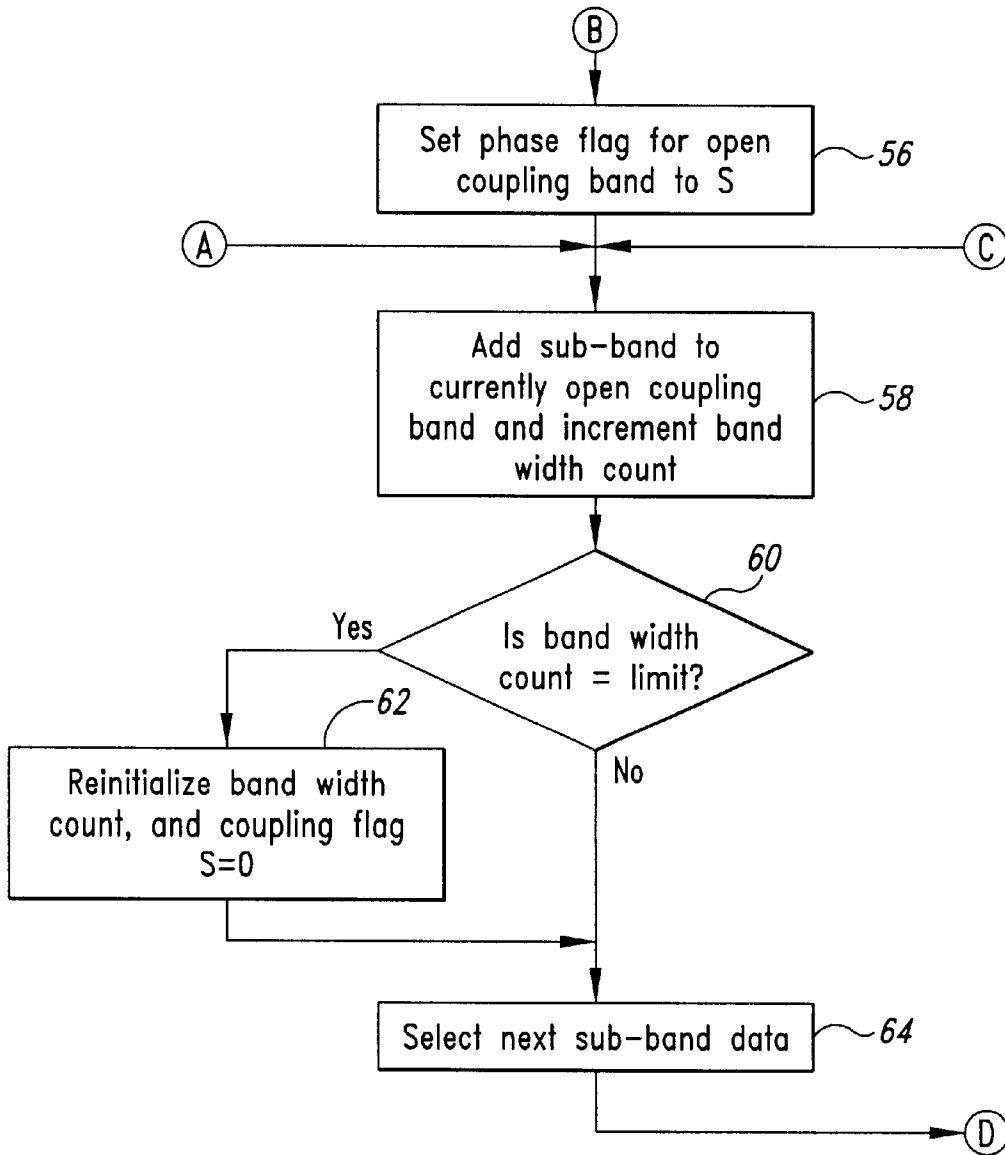 B
Set phase flag for open
coupling band to S
56
A
C
Add sub-band to
currently open coupling
band and increment band
width count
58
60
Yes
Is band width
count = limit?
62
No
Reinitialize band width
count, and coupling flag
S=0
Select next sub-band data
64
D